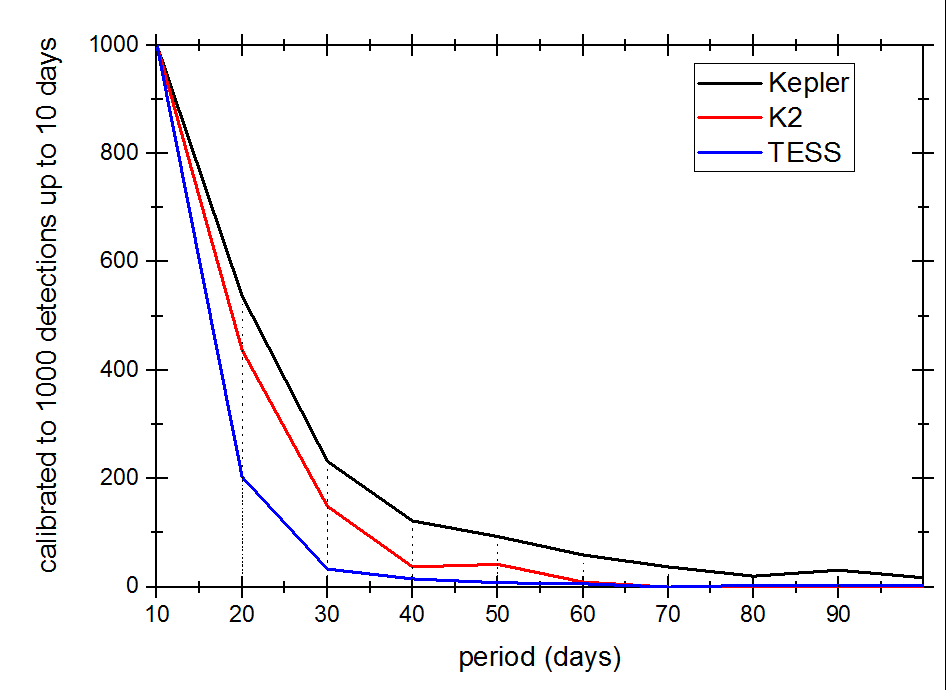 calibrated to 1000 detections up to 10 days
1000
800
600
400
200
0
Kepler
K2
TESS
10 20 30 40 50 60 70 80 90
period (days)